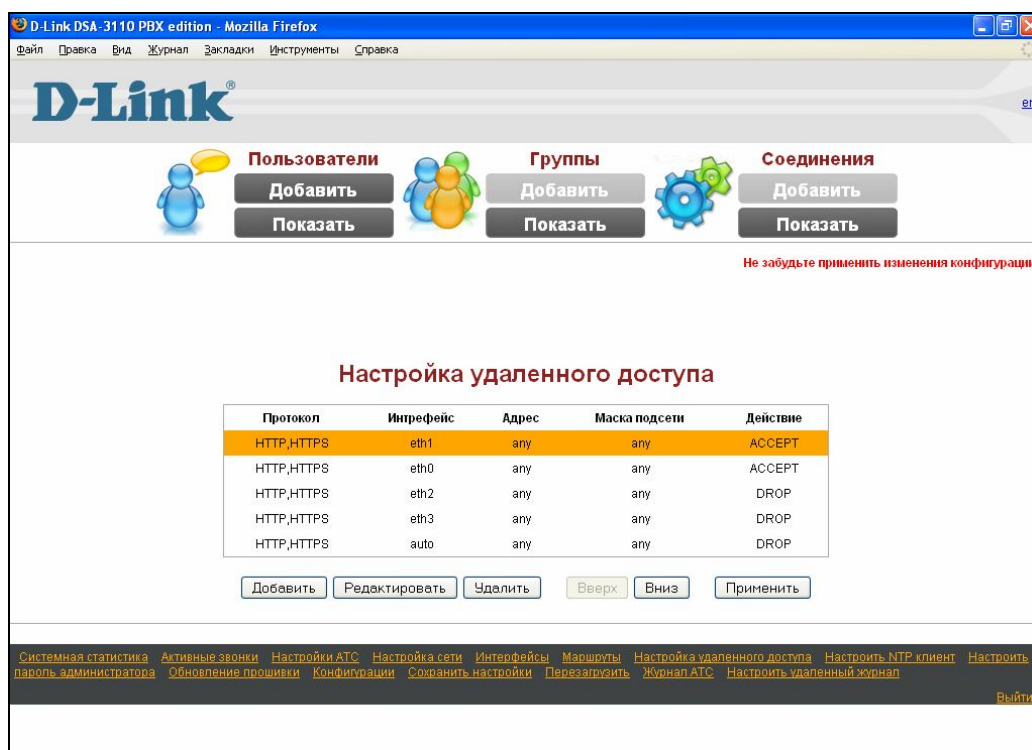 D-Link DSA-3110 PBX edition - Mozilla Firefox
Файл Правка Вид Журнал Закладки Инструменты Справка
D-Link®
en
Пользователи Группы Соединения
Добавить Добавить Добавить
Показать Показать Показать
Не забудьте применить изменения конфигурации
Настройка удаленного доступа
Протокол Интрефейс Адрес Маска подсети Действие
HTTP,HTTPS eth1 any any ACCEPT
HTTP,HTTPS eth0 any any ACCEPT
HTTP,HTTPS eth2 any any DROP
HTTP,HTTPS eth3 any any DROP
HTTP,HTTPS auto any any DROP
Добавить Редактировать Удалить Вверх Вниз Применить
Системная статистика Активные звонки Настройки АТС Настройка сети Интерфейсы Маршруты Настройка удаленного доступа Настроить NTP клиент Настроить
пароль администратора Обновление прошивки Конфигурации Сохранить настройки Перезагрузить Журнал АТС Настроить удаленный журнал
Выйти